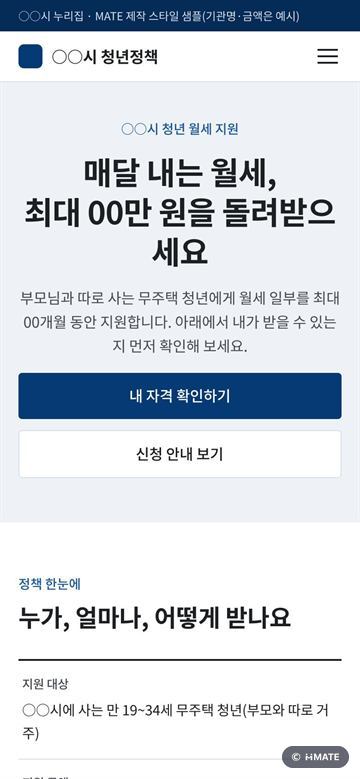 ○○시 누리집 · MATE 제작 스타일 샘플(기관명·금액은 예시)
○○시 청년정책
○○시 청년 월세 지원
매달 내는 월세,
최대 00만 원을 돌려받으
세요
부모님과 따로 사는 무주택 청년에게 월세 일부를 최대
00개월 동안 지원합니다. 아래에서 내가 받을 수 있는
지 먼저 확인해 보세요.
내 자격 확인하기
신청 안내 보기
정책 한눈에
누가, 얼마나, 어떻게 받나요
지원 대상
○○시에 사는 만 19~34세 무주택 청년(부모와 따로 거
주)
© MATE